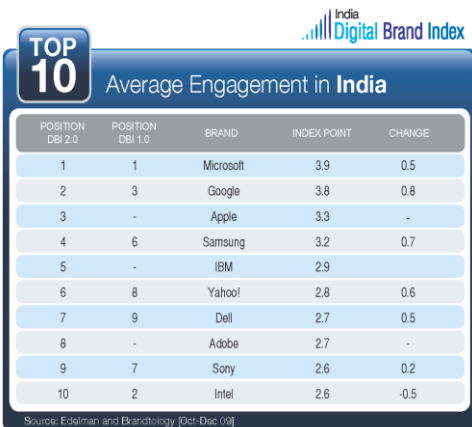 India
Digital Brand Index
TOP
10
Average Engagement in India
POSITION DBI 2.0 POSITION DBI 1.0 BRAND INDEX POINT CHANGE
1 1 Microsoft 3.9 0.5
2 3 Google 3.8 0.8
3 - Apple 3.3 -
4 6 Samsung 3.2 0.7
5 - IBM 2.9
6 8 Yahoo! 2.8 0.6
7 9 Dell 2.7 0.5
8 - Adobe 2.7 -
9 7 Sony 2.6 0.2
10 2 Intel 2.6 -0.5
Source: Edelman and Brandtology [Oct-Dec 09]